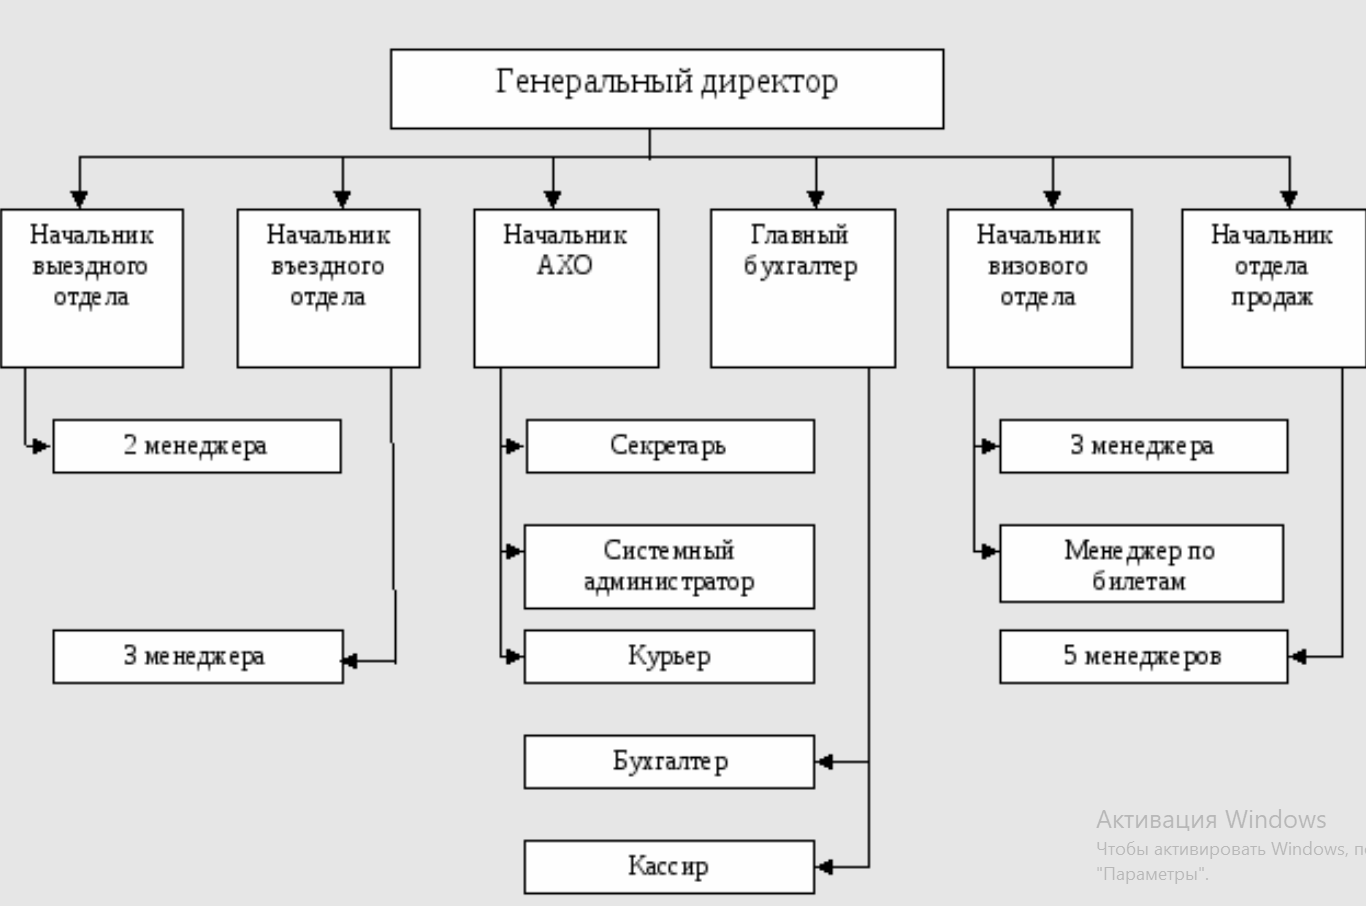 Генеральный директор
Начальник
выездного
отдела
Начальник
въездного
отдела
Начальник
АХО
Главный
бухгалтер
Начальник
визового
отдела
Начальник
отдела
продаж
2 менеджера
Секретарь
3 менеджера
Системный
администратор
Менеджер по
билетам
3 менеджера
Курьер
5 менеджеров
Бухгалтер
Кассир
Активация Windows
Чтобы активировать Windows,
"Параметры".